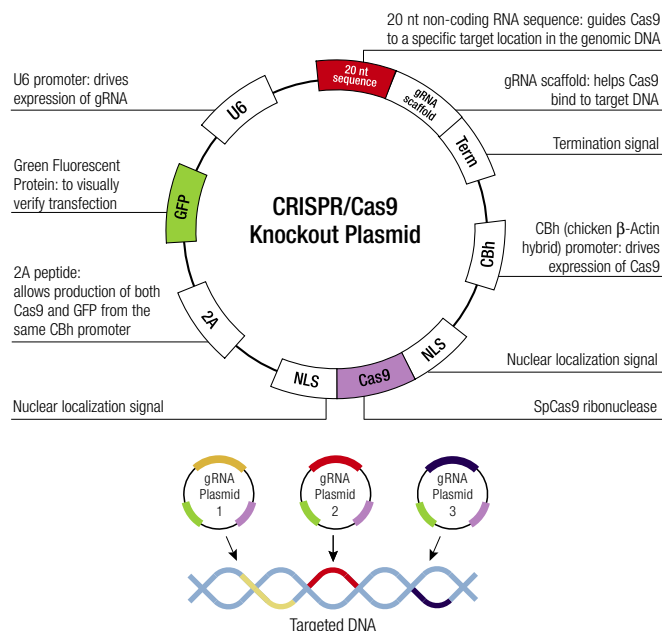 20 nt non-coding RNA sequence: guides Cas9
to a specific target location in the genomic DNA
U6 promoter: drives
expression of gRNA
gRNA scaffold: helps Cas9
bind to target DNA
Termination signal
Green Fluorescent
Protein: to visually
verify transfection
CBh (chicken β-Actin
hybrid) promoter: drives
expression of Cas9
2A peptide:
allows production of both
Cas9 and GFP from the
same CBh promoter
Nuclear localization signal
Nuclear localization signal
SpCas9 ribonuclease
20 nt
sequence
gRNA
scaffold
Term
CBh
NLS
Cas9
NLS
2A
GFP
U6
CRISPR/Cas9
Knockout Plasmid
gRNA
Plasmid
1
gRNA
Plasmid
2
gRNA
Plasmid
3
Targeted DNA